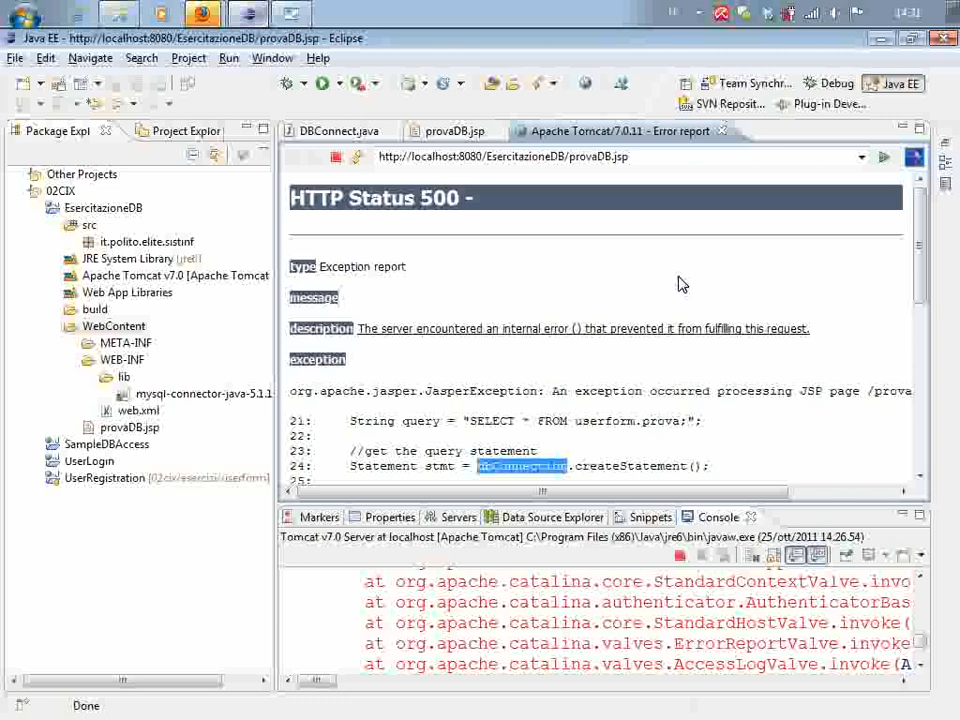 14:31
Java EE - http://localhost:8080/EsercitazioneDB/provaDB.jsp - Eclipse
File Edit Navigate Search Project Run Window Help
Team Synchr... Debug Java EE
SVN Reposit... Plug-in Deve...
Package Expl Project Explor
DBConnect.java provaDB.jsp Apache Tomcat/7.0.11 - Error report
http://localhost:8080/EsercitazioneDB/provaDB.jsp
Other Projects
02CIX
EsercitazioneDB
src
it.polito.elite.sistinf
JRE System Library [jre6]
Apache Tomcat v7.0 [Apache Tomcat
Web App Libraries
build
WebContent
META-INF
WEB-INF
lib
mysql-connector-java-5.1.1
web.xml
provaDB.jsp
SampleDBAccess
UserLogin
UserRegistration [02cix/esercizi/userform]
HTTP Status 500 -
type Exception report
message
description The server encountered an internal error () that prevented it from fulfilling this request.
exception
org.apache.jasper.JasperException: An exception occurred processing JSP page /prova
21: String query = "SELECT * FROM userform.prova;";
22:
23: //get the query statement
24: Statement stmt = dbConnection.createStatement();
25:
Markers Properties Servers Data Source Explorer Snippets Console
Tomcat v7.0 Server at localhost [Apache Tomcat] C:\Program Files (x86)\Java\jre6\bin\javaw.exe (25/ott/2011 14.26.54)
at org.apache.catalina.core.StandardContextValve.invo
at org.apache.catalina.authenticator.AuthenticatorBas
at org.apache.catalina.core.StandardHostValve.invoke(
at org.apache.catalina.valves.ErrorReportValve.invoke
at org.apache.catalina.valves.AccessLogValve.invoke(A
Done